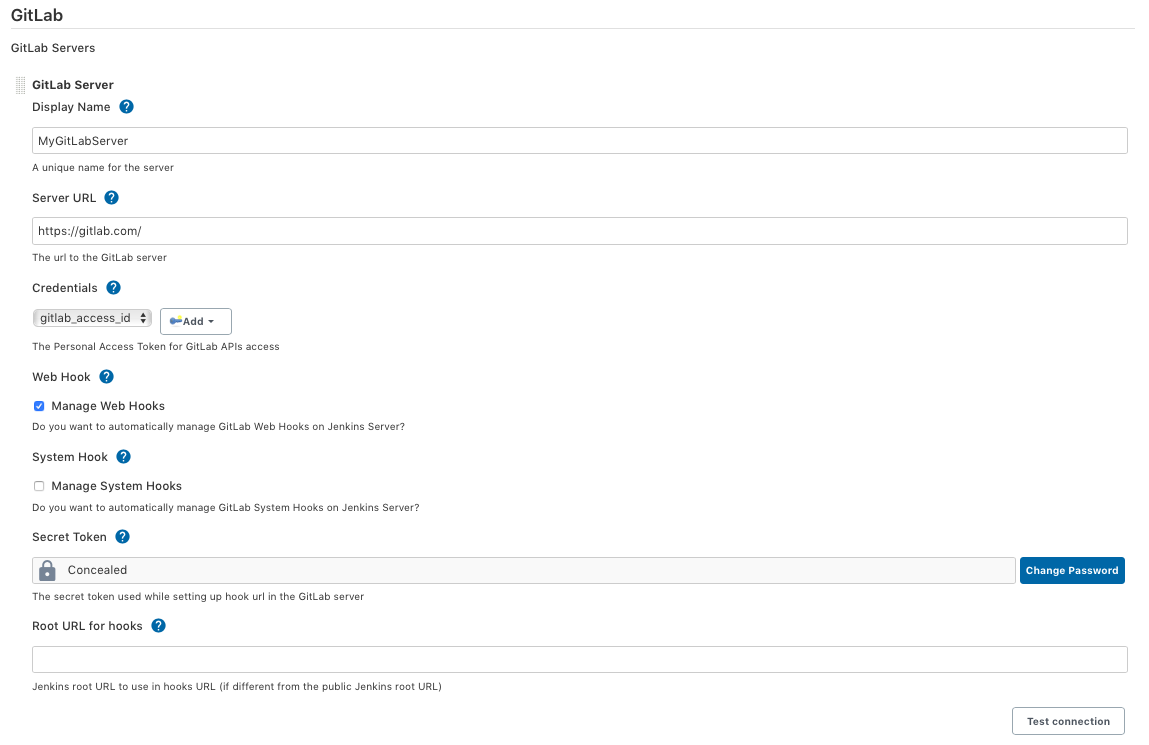 GitLab
GitLab Servers
GitLab Server
Display Name ?
MyGitLabServer
A unique name for the server
Server URL ?
https://gitlab.com/
The url to the GitLab server
Credentials ?
gitlab_access_id Add
The Personal Access Token for GitLab APIs access
Web Hook ?
Manage Web Hooks
Do you want to automatically manage GitLab Web Hooks on Jenkins Server?
System Hook ?
Manage System Hooks
Do you want to automatically manage GitLab System Hooks on Jenkins Server?
Secret Token ?
Concealed Change Password
The secret token used while setting up hook url in the GitLab server
Root URL for hooks ?
Jenkins root URL to use in hooks URL (if different from the public Jenkins root URL)
Test connection